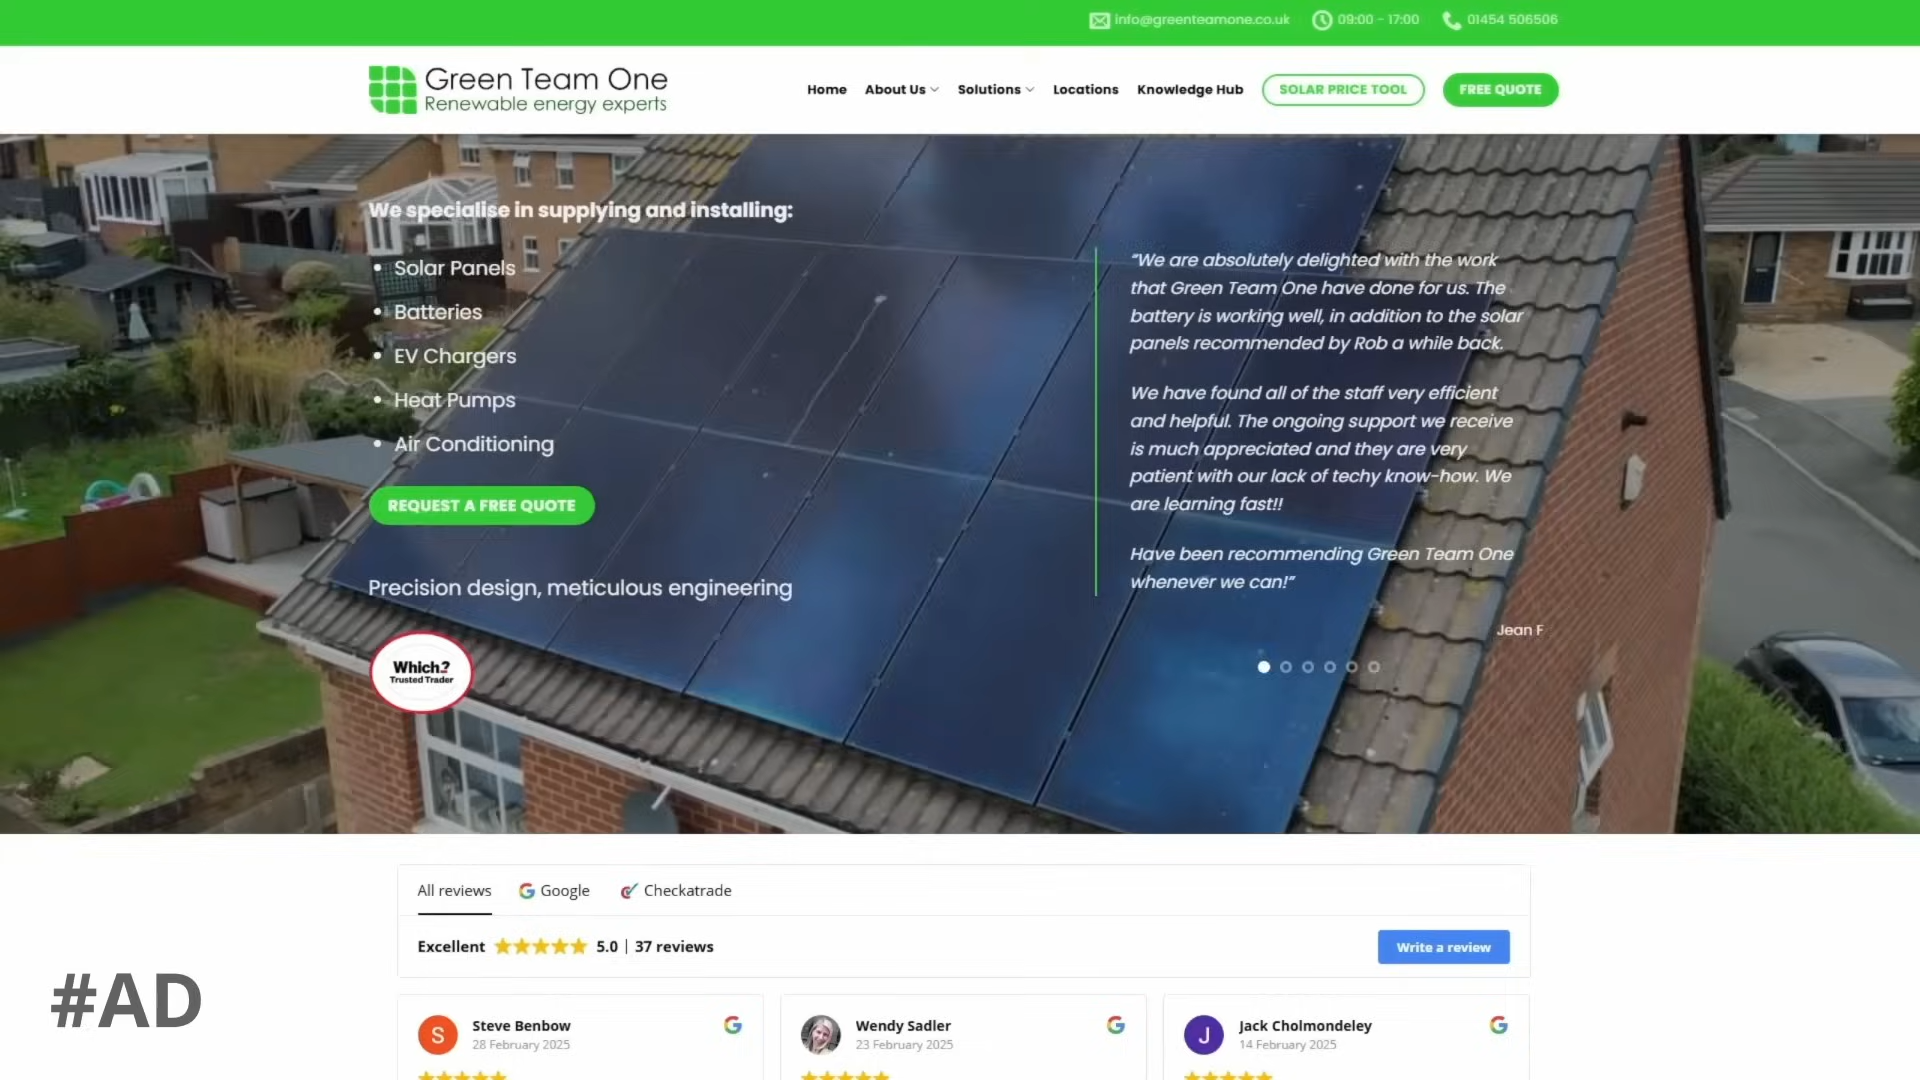 info@greenteamone.co.uk 09:00 - 17:00 01454 506506
Green Team One
Renewable energy experts
Home About Us Solutions Locations Knowledge Hub SOLAR PRICE TOOL FREE QUOTE
We specialise in supplying and installing:
• Solar Panels
• Batteries
• EV Chargers
• Heat Pumps
• Air Conditioning
REQUEST A FREE QUOTE
Precision design, meticulous engineering
Which?
Trusted Trader
“We are absolutely delighted with the work
that Green Team One have done for us. The
battery is working well, in addition to the solar
panels recommended by Rob a while back.
We have found all of the staff very efficient
and helpful. The ongoing support we receive
is much appreciated and they are very
patient with our lack of techy know-how. We
are learning fast!!
Have been recommending Green Team One
whenever we can!”
Jean F
All reviews Google Checkatrade
Excellent 5.0 | 37 reviews
Write a review
#AD
S Steve Benbow
28 February 2025
Wendy Sadler
23 February 2025
J Jack Cholmondeley
14 February 2025